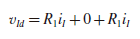 v_{Id} = R_1 i_I + 0 + R_1 i_I